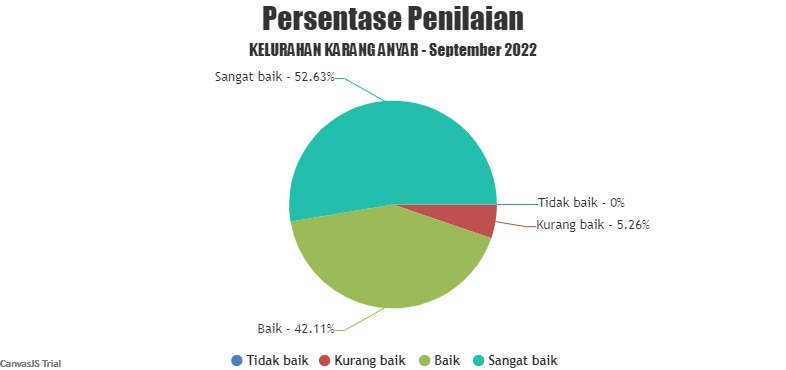 Persentase Penilaian
KELURAHAN KARANG ANYAR - September 2022
Sangat baik - 52.63%
Tidak baik - 0%
Kurang baik - 5.26%
Baik - 42.11%
Tidak baik Kurang baik Baik Sangat baik
CanvasJS Trial